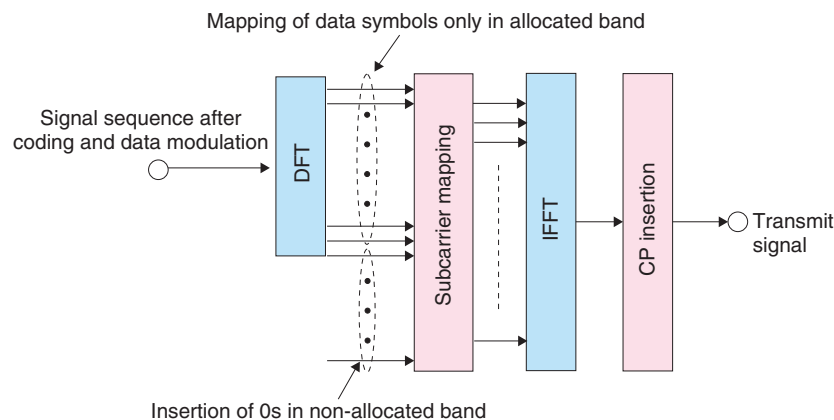 Mapping of data symbols only in allocated band
Signal sequence after
coding and data modulation
DFT
Subcarrier mapping
IFFT
CP insertion
Transmit
signal
Insertion of 0s in non-allocated band